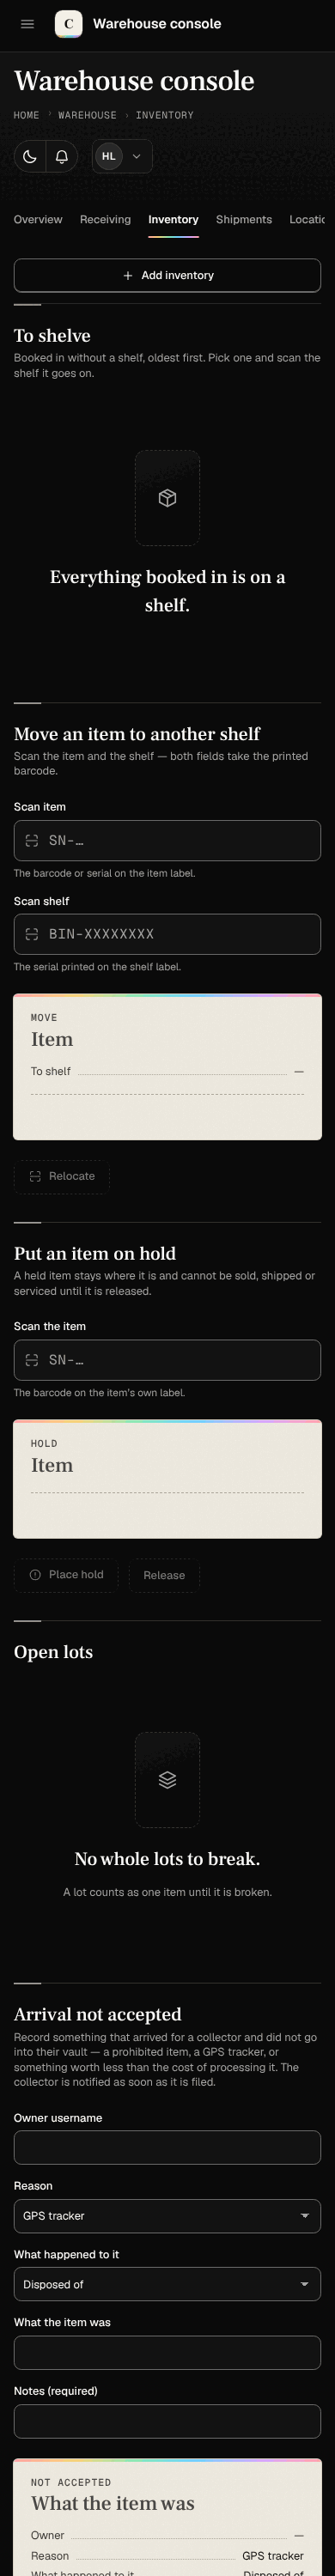 C Warehouse console
Warehouse console
HOME › WAREHOUSE › INVENTORY
HL
Overview Receiving Inventory Shipments Locatic
+ Add inventory
To shelve
Booked in without a shelf, oldest first. Pick one and scan the
shelf it goes on.
Everything booked in is on a
shelf.
Move an item to another shelf
Scan the item and the shelf — both fields take the printed
barcode.
Scan item
SN-…
The barcode or serial on the item label.
Scan shelf
BIN-XXXXXXXX
The serial printed on the shelf label.
MOVE
Item
To shelf —
Relocate
Put an item on hold
A held item stays where it is and cannot be sold, shipped or
serviced until it is released.
Scan the item
SN-…
The barcode on the item's own label.
HOLD
Item
Place hold Release
Open lots
No whole lots to break.
A lot counts as one item until it is broken.
Arrival not accepted
Record something that arrived for a collector and did not go
into their vault — a prohibited item, a GPS tracker, or
something worth less than the cost of processing it. The
collector is notified as soon as it is filed.
Owner username
Reason
GPS tracker
What happened to it
Disposed of
What the item was
Notes (required)
NOT ACCEPTED
What the item was
Owner —
Reason GPS tracker
What happened to it Disposed of